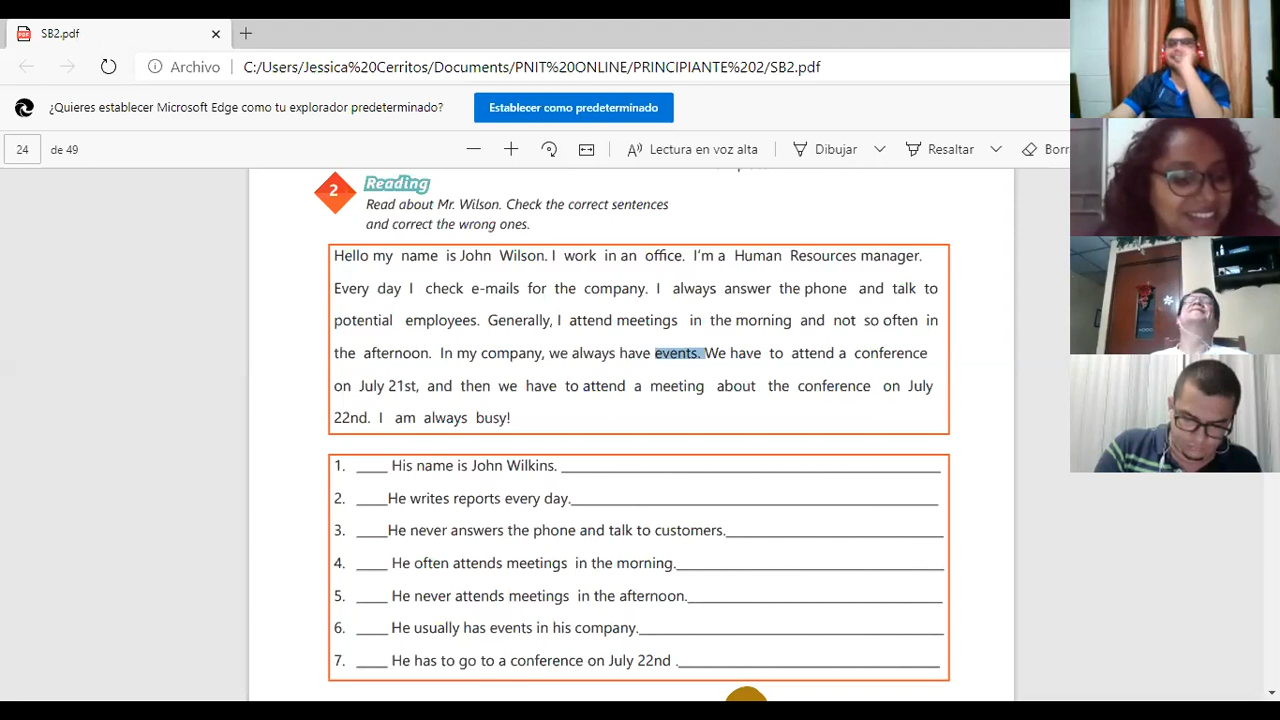 SB2.pdf
Archivo C:/Users/Jessica%20Cerritos/Documents/PNIT%20ONLINE/PRINCIPIANTE%202/SB2.pdf
¿Quieres establecer Microsoft Edge como tu explorador predeterminado? Establecer como predeterminado
24 de 49 Lectura en voz alta Dibujar Resaltar Borr
2 Reading
Read about Mr. Wilson. Check the correct sentences
and correct the wrong ones.
Hello my name is John Wilson. I work in an office. I'm a Human Resources manager.
Every day I check e-mails for the company. I always answer the phone and talk to
potential employees. Generally, I attend meetings in the morning and not so often in
the afternoon. In my company, we always have events. We have to attend a conference
on July 21st, and then we have to attend a meeting about the conference on July
22nd. I am always busy!
1. ____ His name is John Wilkins. ____
2. ____He writes reports every day.____
3. ____He never answers the phone and talk to customers.____
4. ____ He often attends meetings in the morning.____
5. ____ He never attends meetings in the afternoon.____
6. ____ He usually has events in his company.____
7. ____ He has to go to a conference on July 22nd .____